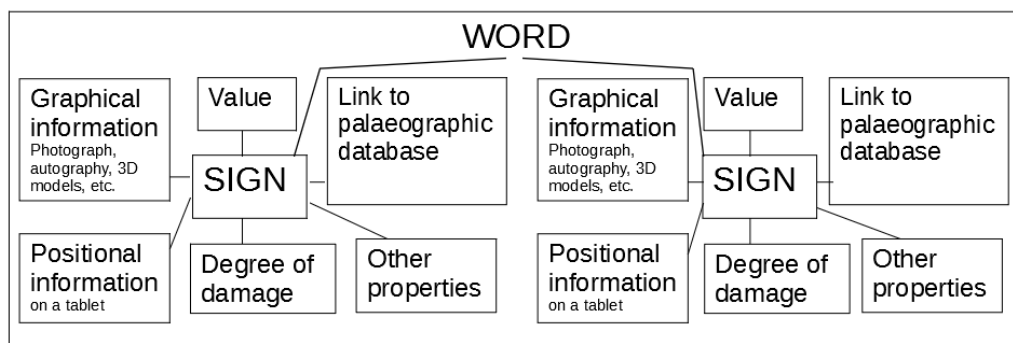 WORD
Graphical
information
Photograph,
autography, 3D
models, etc.
Value
Link to
palaeographic
database
SIGN
Positional
information
on a tablet
Degree of
damage
Other
properties
Graphical
information
Photograph,
autography, 3D
models, etc.
Value
Link to
palaeographic
database
SIGN
Positional
information
on a tablet
Degree of
damage
Other
properties